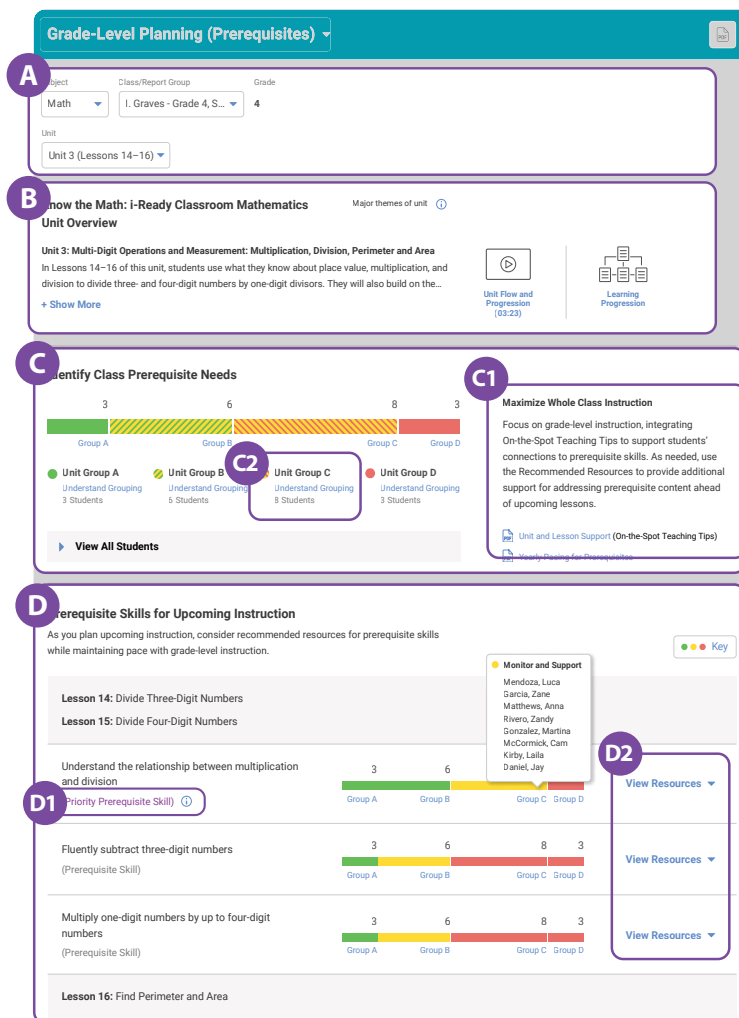 Grade-Level Planning (Prerequisites)
PDF
A
Subject
Class/Report Group
Grade
Math
I. Graves - Grade 4, S...
4
Unit
Unit 3 (Lessons 14–16)
B
Know the Math: i-Ready Classroom Mathematics
Unit Overview
Major themes of unit
Unit 3: Multi-Digit Operations and Measurement: Multiplication, Division, Perimeter and Area
In Lessons 14–16 of this unit, students use what they know about place value, multiplication, and
division to divide three- and four-digit numbers by one-digit divisors. They will also build on the…
+ Show More
Unit Flow and
Progression
(03:23)
Learning
Progression
C
Identify Class Prerequisite Needs
3 6 8 3
Group A Group B Group C Group D
C2
Unit Group A
Understand Grouping
3 Students
Unit Group B
Understand Grouping
6 Students
Unit Group C
Understand Grouping
8 Students
Unit Group D
Understand Grouping
3 Students
View All Students
C1
Maximize Whole Class Instruction
Focus on grade-level instruction, integrating
On-the-Spot Teaching Tips to support students'
connections to prerequisite skills. As needed, use
the Recommended Resources to provide additional
support for addressing prerequisite content ahead
of upcoming lessons.
PDF Unit and Lesson Support (On-the-Spot Teaching Tips)
PDF Yearly Pacing for Prerequisites
D
Prerequisite Skills for Upcoming Instruction
As you plan upcoming instruction, consider recommended resources for prerequisite skills
while maintaining pace with grade-level instruction.
Key
Monitor and Support
Mendoza, Luca
Garcia, Zane
Matthews, Anna
Rivero, Zandy
Gonzalez, Martina
McCormick, Cam
Kirby, Laila
Daniel, Jay
Lesson 14: Divide Three-Digit Numbers
Lesson 15: Divide Four-Digit Numbers
D2
Understand the relationship between multiplication
and division
D1
(Priority Prerequisite Skill)
3 6
Group A Group B Group C Group D
View Resources
Fluently subtract three-digit numbers
(Prerequisite Skill)
3 6 8 3
Group A Group B Group C Group D
View Resources
Multiply one-digit numbers by up to four-digit
numbers
(Prerequisite Skill)
3 6 8 3
Group A Group B Group C Group D
View Resources
Lesson 16: Find Perimeter and Area